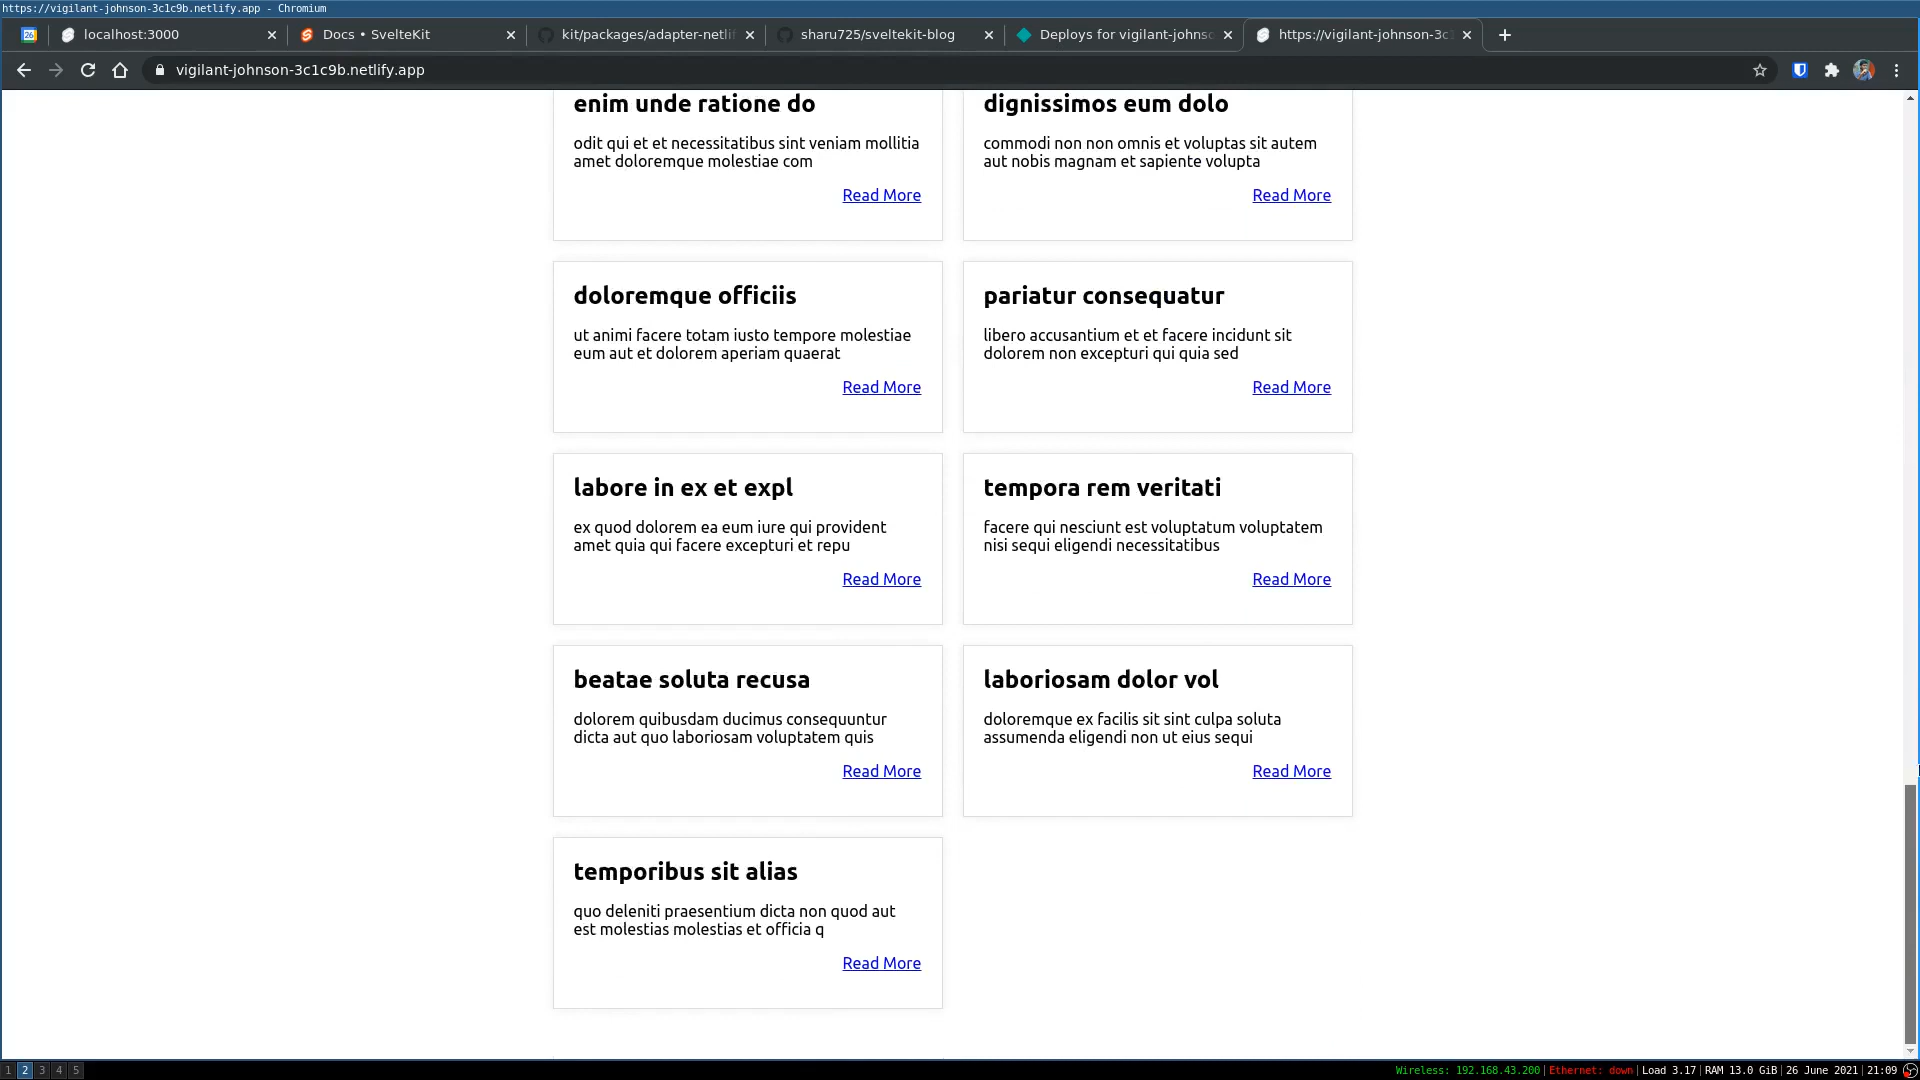 https://vigilant-johnson-3c1c9b.netlify.app - Chromium
26
localhost:3000
Docs • SvelteKit
kit/packages/adapter-netlif
sharu725/sveltekit-blog
Deploys for vigilant-johnso
https://vigilant-johnson-3c1
vigilant-johnson-3c1c9b.netlify.app
enim unde ratione do
odit qui et et necessitatibus sint veniam mollitia
amet doloremque molestiae com
Read More
dignissimos eum dolo
commodi non non omnis et voluptas sit autem
aut nobis magnam et sapiente volupta
Read More
doloremque officiis
ut animi facere totam iusto tempore molestiae
eum aut et dolorem aperiam quaerat
Read More
pariatur consequatur
libero accusantium et et facere incidunt sit
dolorem non excepturi qui quia sed
Read More
labore in ex et expl
ex quod dolorem ea eum iure qui provident
amet quia qui facere excepturi et repu
Read More
tempora rem veritati
facere qui nesciunt est voluptatum voluptatem
nisi sequi eligendi necessitatibus
Read More
beatae soluta recusa
dolorem quibusdam ducimus consequuntur
dicta aut quo laboriosam voluptatem quis
Read More
laboriosam dolor vol
doloremque ex facilis sit sint culpa soluta
assumenda eligendi non ut eius sequi
Read More
temporibus sit alias
quo deleniti praesentium dicta non quod aut
est molestias molestias et officia q
Read More
1 2 3 4 5
Wireless: 192.168.43.200 | Ethernet: down | Load 3.17 | RAM 13.0 GiB | 26 June 2021 | 21:09